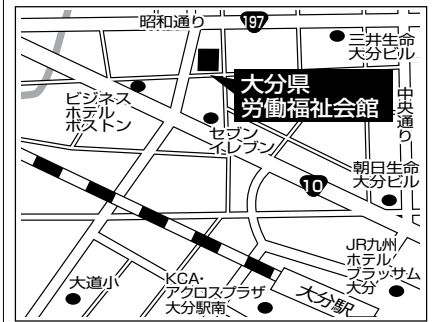 昭和通り
197
三井生命
大分ビル
大分県
労働福祉会館
中央通り
ビジネス
ホテル
ボストン
セブン
イレブン
朝日生命
大分ビル
10
JR九州
ホテル
ブラッサム
大分
大道小
KCA・
アクロスプラザ
大分駅南
大分駅